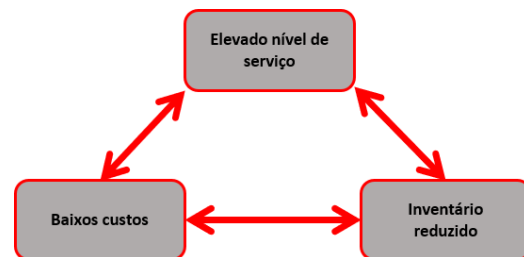 Elevado nível de
serviço
Baixos custos
Inventário
reduzido